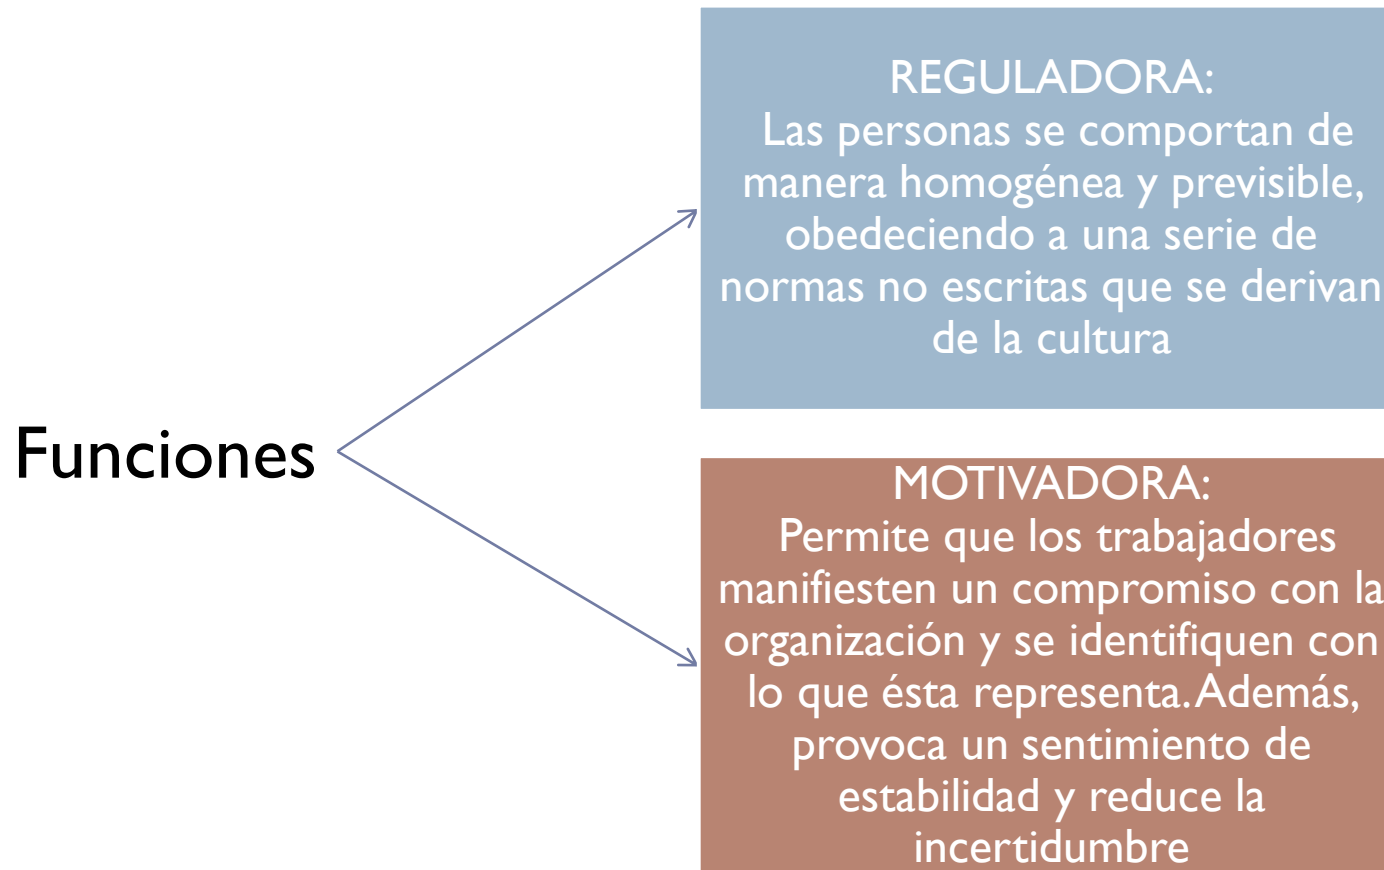 Funciones
REGULADORA:
Las personas se comportan de
manera homogénea y previsible,
obedeciendo a una serie de
normas no escritas que se derivan
de la cultura
MOTIVADORA:
Permite que los trabajadores
manifiesten un compromiso con la
organización y se identifiquen con
lo que ésta representa. Además,
provoca un sentimiento de
estabilidad y reduce la
incertidumbre